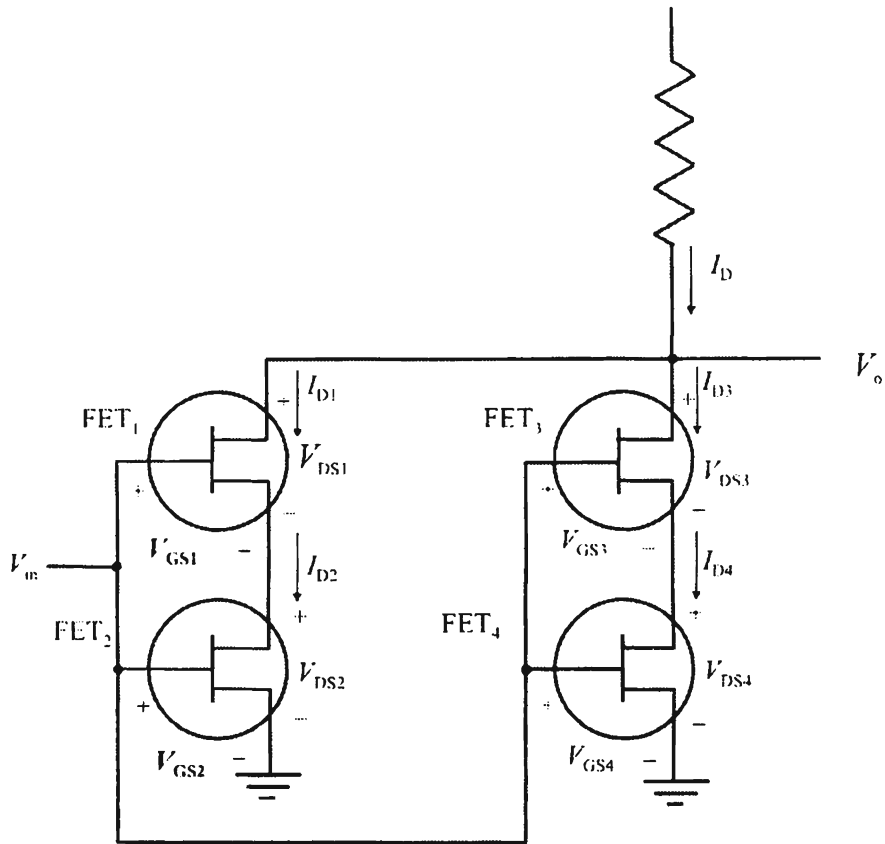 I_D
V_o
I_D1
I_D3
FET_1
FET_3
+
+
V_DS1
V_DS3
+
+
−
−
V_GS1 −
V_GS3 −
V_in
I_D2
I_D4
+
+
FET_2
FET_4
V_DS2
V_DS4
+
−
+
−
V_GS2 −
V_GS4 −